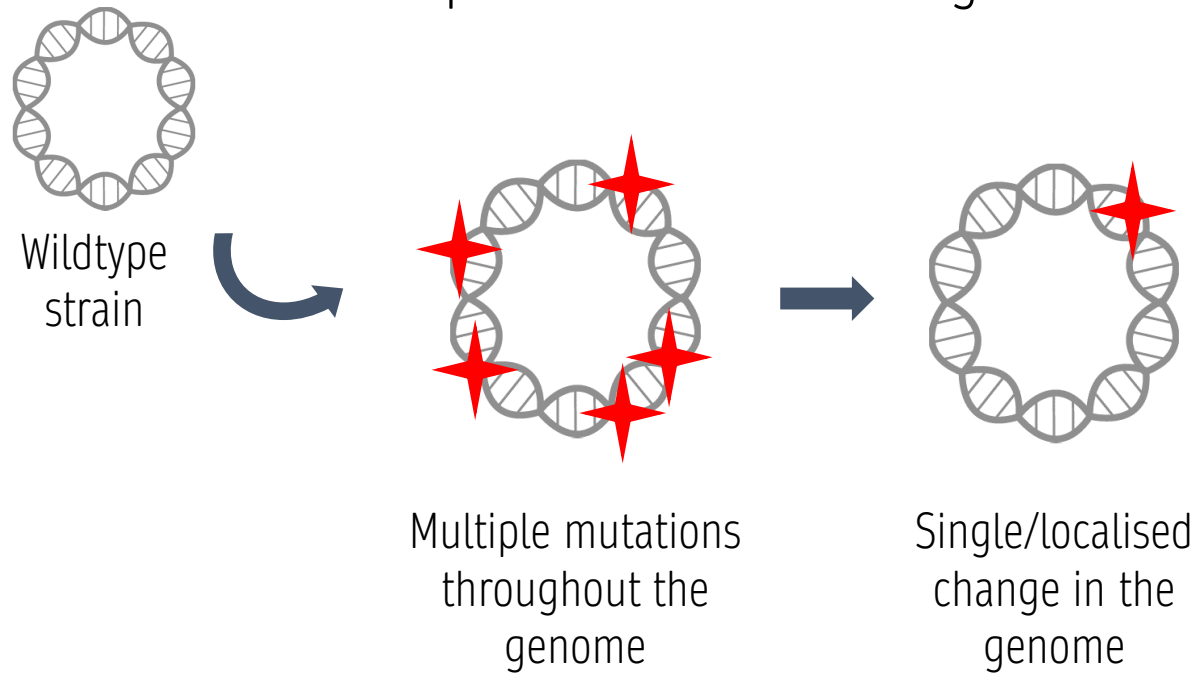 Wildtype
strain
Multiple mutations
throughout the
genome
Single/localised
change in the
genome